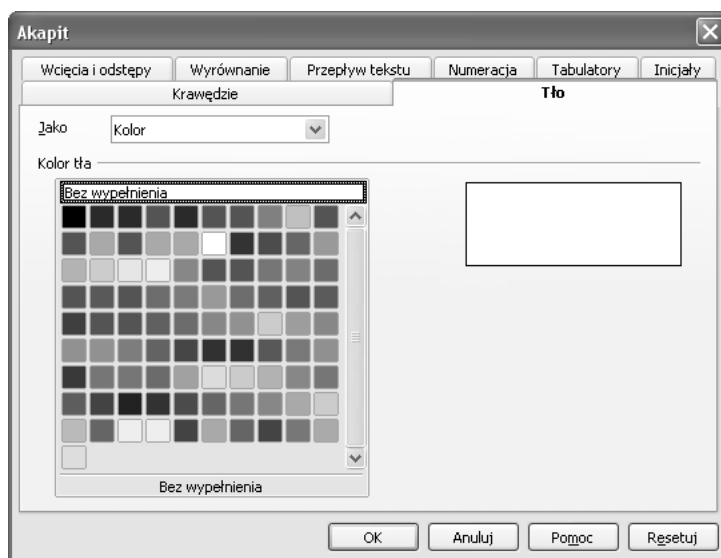 Akapit
Wcięcia i odstępy Wyrównanie Przepływ tekstu Numeracja Tabulatory Inicjały
Krawędzie Tło
Jako Kolor
Kolor tła
Bez wypełnienia
Bez wypełnienia
OK Anuluj Pomoc Resetuj